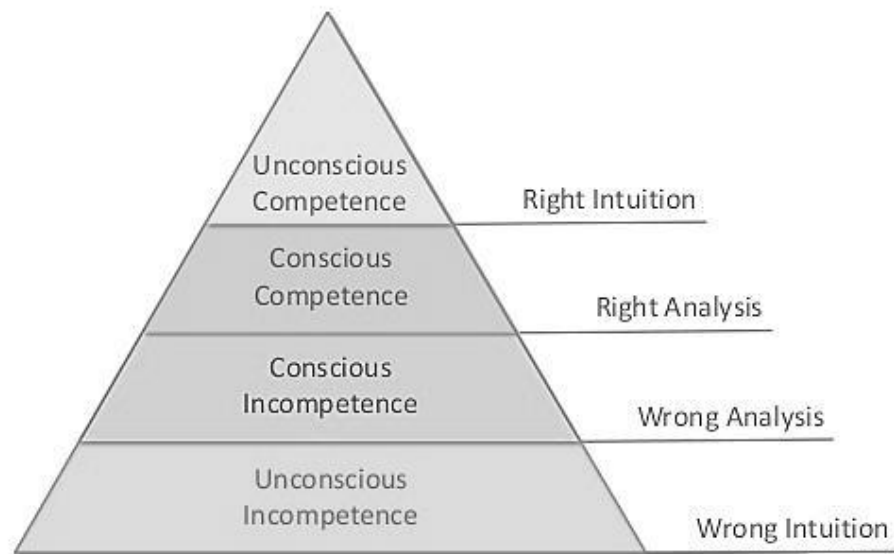 Unconscious
Competence
Right Intuition
Conscious
Competence
Right Analysis
Conscious
Incompetence
Wrong Analysis
Unconscious
Incompetence
Wrong Intuition